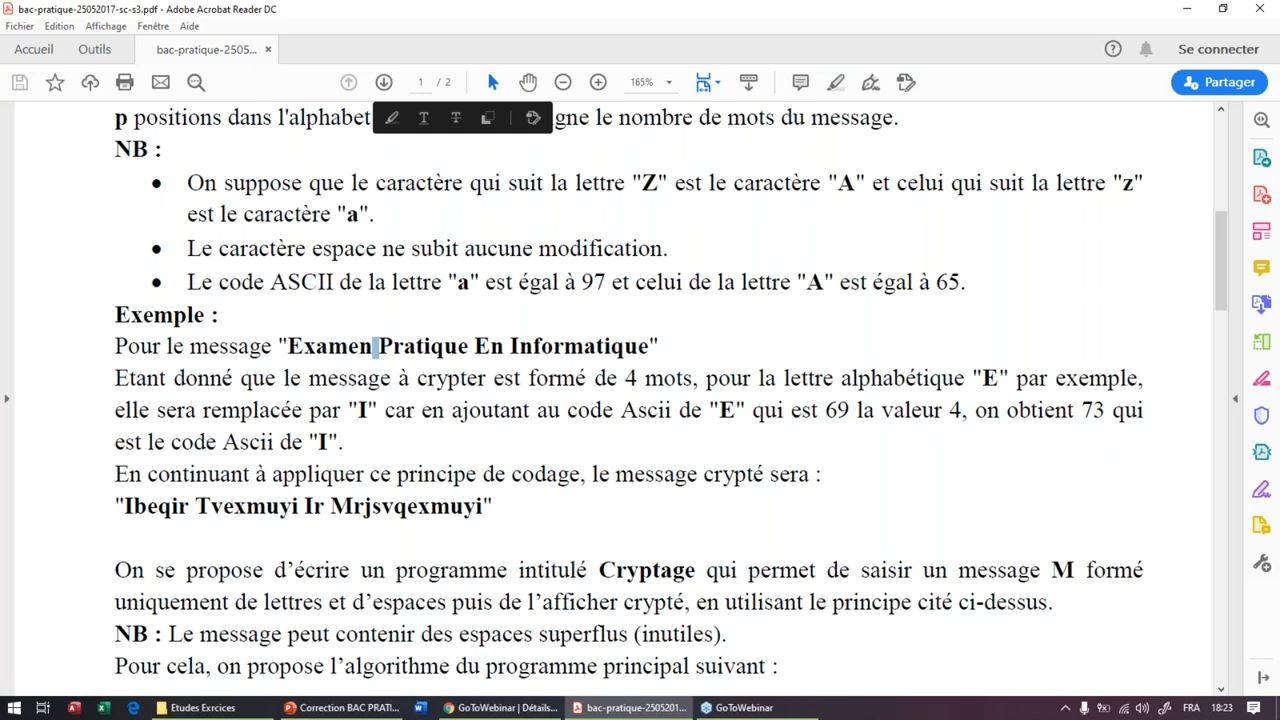 bac-pratique-25052017-sc-s3.pdf - Adobe Acrobat Reader DC
Fichier Edition Affichage Fenêtre Aide
Accueil Outils bac-pratique-2505... Se connecter
1 / 2 165% Partager
p positions dans l'alphabet gne le nombre de mots du message.
NB :
• On suppose que le caractère qui suit la lettre "Z" est le caractère "A" et celui qui suit la lettre "z"
est le caractère "a".
• Le caractère espace ne subit aucune modification.
• Le code ASCII de la lettre "a" est égal à 97 et celui de la lettre "A" est égal à 65.
Exemple :
Pour le message "Examen Pratique En Informatique"
Etant donné que le message à crypter est formé de 4 mots, pour la lettre alphabétique "E" par exemple,
elle sera remplacée par "I" car en ajoutant au code Ascii de "E" qui est 69 la valeur 4, on obtient 73 qui
est le code Ascii de "I".
En continuant à appliquer ce principe de codage, le message crypté sera :
"Ibeqir Tvexmuyi Ir Mrjsvqexmuyi"
On se propose d'écrire un programme intitulé Cryptage qui permet de saisir un message M formé
uniquement de lettres et d'espaces puis de l'afficher crypté, en utilisant le principe cité ci-dessus.
NB : Le message peut contenir des espaces superflus (inutiles).
Pour cela, on propose l'algorithme du programme principal suivant :
Etudes Exrcices Correction BAC PRATI... GoToWebinar | Détails... bac-pratique-2505201... GoToWebinar FRA 18:23